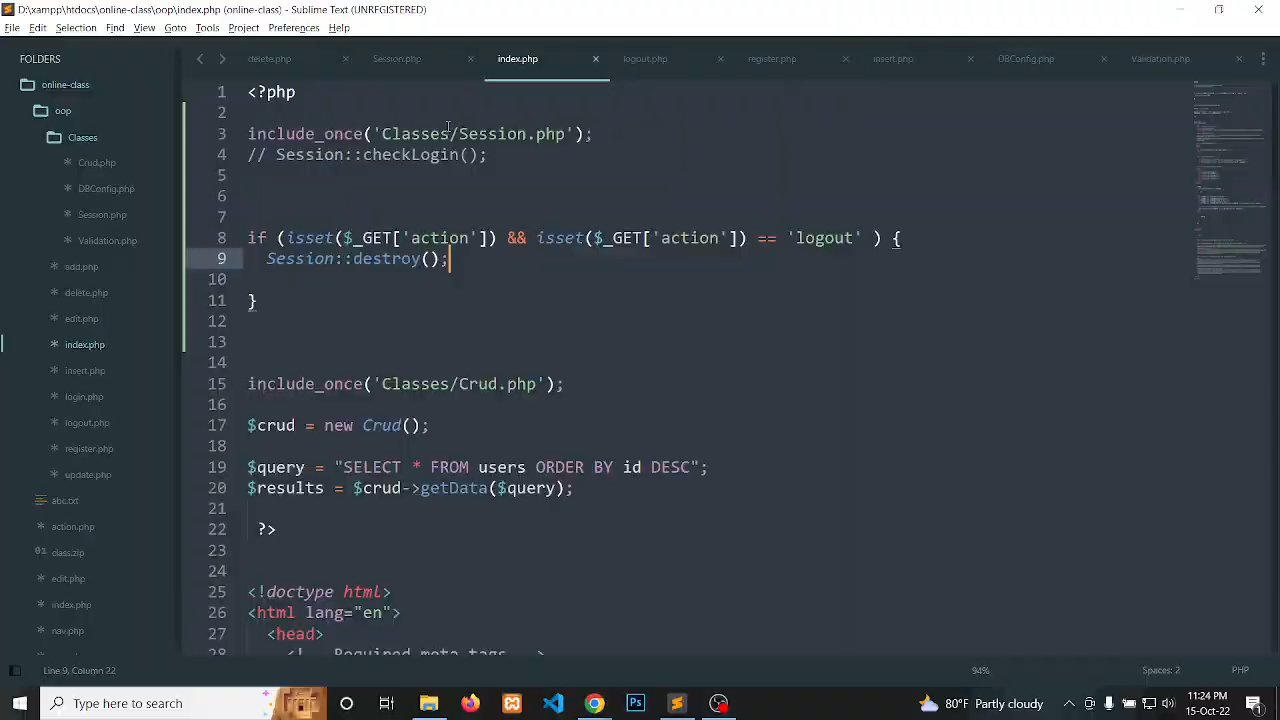 D:\xampp\htdocs\online-class\oop\index.php (online-class) - Sublime Text (UNREGISTERED)
File Edit Selection Find View Goto Tools Project Preferences Help
FOLDERS
online-class
oop
Classes
Crud.php
DBConfig.php
Session.php
Validation.php
add.php
delete.php
edit.php
index.php
insert.php
login.php
logout.php
register.php
update.php
abc.txt
action.php
class.zip
edit.php
index.php
nav.php
delete.php Session.php index.php logout.php register.php insert.php DBConfig.php Validation.php
1 <?php
2
3 include_once('Classes/Session.php');
4 // Session::checkLogin();
5
6
7
8 if (isset($_GET['action']) && isset($_GET['action']) == 'logout' ) {
9 Session::destroy();
10
11 }
12
13
14
15 include_once('Classes/Crud.php');
16
17 $crud = new Crud();
18
19 $query = "SELECT * FROM users ORDER BY id DESC";
20 $results = $crud->getData($query);
21
22 ?>
23
24
25 <!doctype html>
26 <html lang="en">
27 <head>
28 <!-- Required meta tags -->
Line 9, Column 22
94%
Spaces: 2
PHP
Type here to search
80°F Partly cloudy
11:24 PM
15-Oct-22